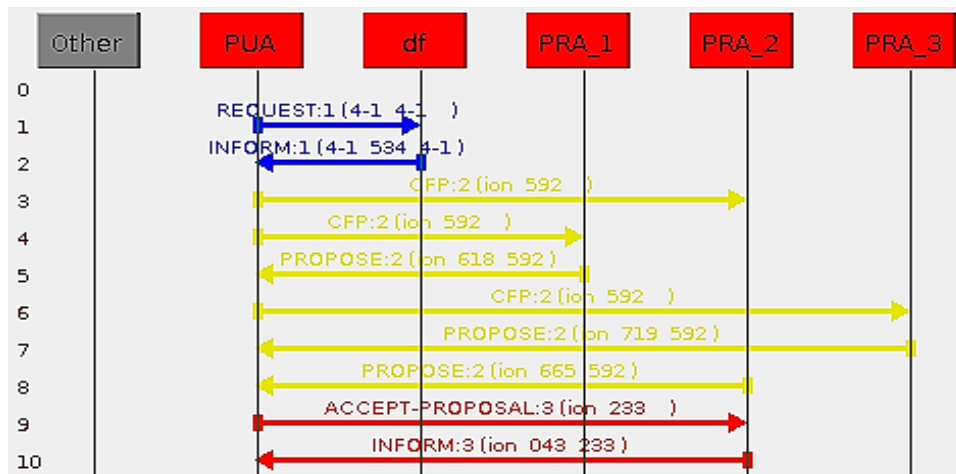 Other PUA df PRA_1 PRA_2 PRA_3
0
REQUEST:1 (4-1 4-1 )
1
INFORM:1 (4-1 534 4-1 )
2
CFP:2 (ion 592 )
3
CFP:2 (ion 592 )
4
PROPOSE:2 (ion 618 592)
5
CFP:2 (ion 592 )
6
PROPOSE:2 (ion 719 592)
7
PROPOSE:2 (ion 665 592)
8
ACCEPT-PROPOSAL:3 (ion 233 )
9
INFORM:3 (ion 043 233 )
10